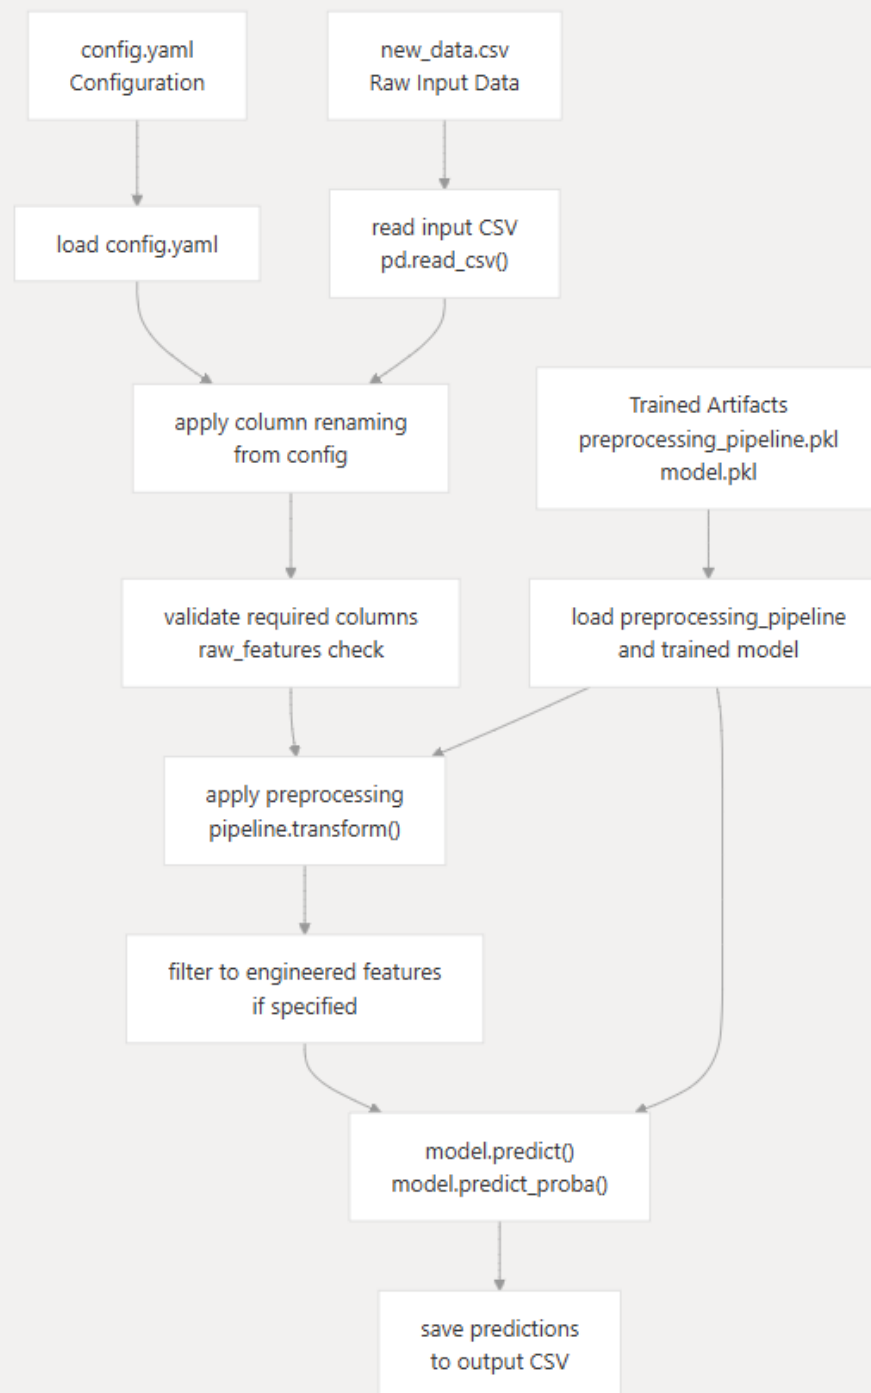 config.yaml
Configuration
new_data.csv
Raw Input Data
load config.yaml
read input CSV
pd.read_csv()
apply column renaming
from config
Trained Artifacts
preprocessing_pipeline.pkl
model.pkl
validate required columns
raw_features check
load preprocessing_pipeline
and trained model
apply preprocessing
pipeline.transform()
filter to engineered features
if specified
model.predict()
model.predict_proba()
save predictions
to output CSV